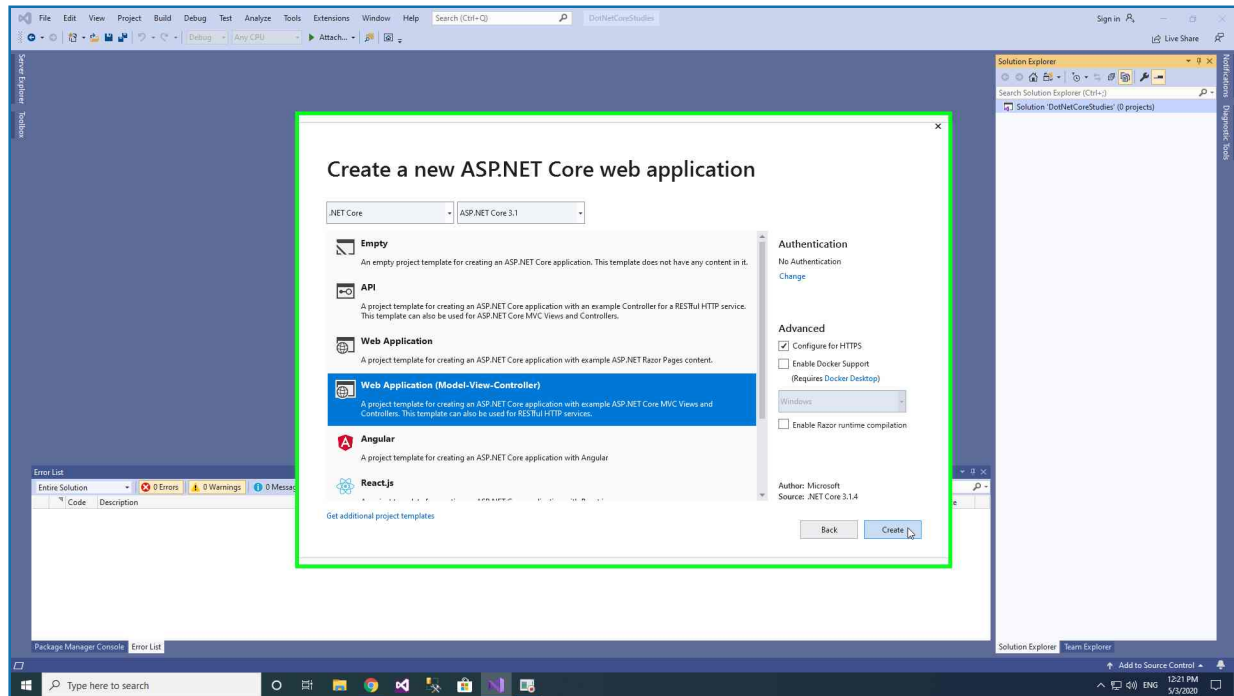 File Edit View Project Build Debug Test Analyze Tools Extensions Window Help Search (Ctrl+Q) DotNetCoreStudies Sign in
Debug Any CPU Attach... Live Share
Server Explorer
Toolbox
Solution Explorer
Search Solution Explorer (Ctrl+;)
Solution 'DotNetCoreStudies' (0 projects)
Notifications
Diagnostic Tools
Create a new ASP.NET Core web application
.NET Core ASP.NET Core 3.1
Empty
An empty project template for creating an ASP.NET Core application. This template does not have any content in it.
API
A project template for creating an ASP.NET Core application with an example Controller for a RESTful HTTP service.
This template can also be used for ASP.NET Core MVC Views and Controllers.
Web Application
A project template for creating an ASP.NET Core application with example ASP.NET Razor Pages content.
Web Application (Model-View-Controller)
A project template for creating an ASP.NET Core application with example ASP.NET Core MVC Views and
Controllers. This template can also be used for RESTful HTTP services.
Angular
A project template for creating an ASP.NET Core application with Angular
React.js
Get additional project templates
Authentication
No Authentication
Change
Advanced
Configure for HTTPS
Enable Docker Support
(Requires Docker Desktop)
Windows
Enable Razor runtime compilation
Author: Microsoft
Source: .NET Core 3.1.4
Back Create
Error List
Entire Solution 0 Errors 0 Warnings 0 Messag
Code Description
Package Manager Console Error List
Solution Explorer Team Explorer
Add to Source Control
Type here to search ENG 12:21 PM
5/3/2020